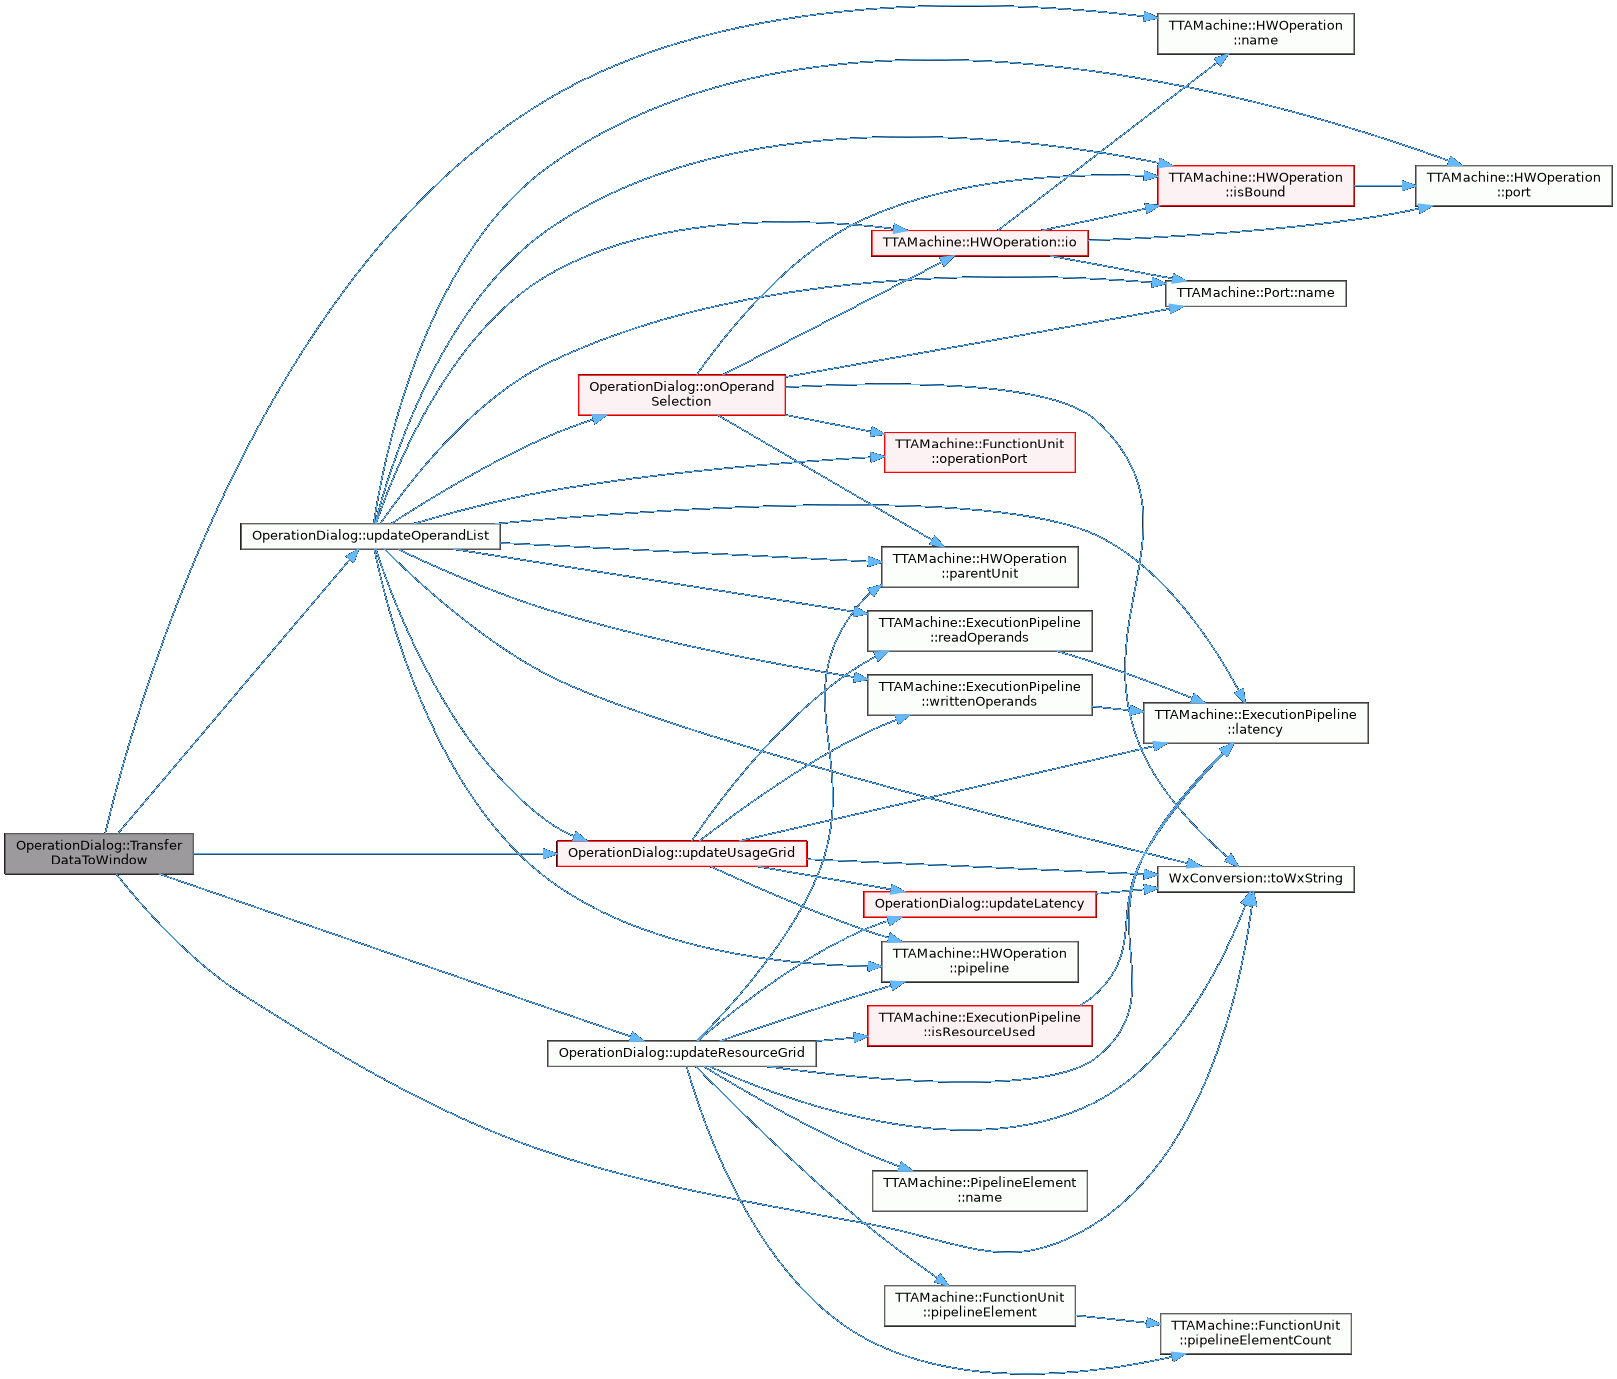 TTAMachine::HWOperation
::name
TTAMachine::HWOperation
::isBound
TTAMachine::HWOperation
::port
TTAMachine::HWOperation::io
TTAMachine::Port::name
OperationDialog::onOperand
Selection
TTAMachine::FunctionUnit
::operationPort
OperationDialog::updateOperandList
TTAMachine::HWOperation
::parentUnit
TTAMachine::ExecutionPipeline
::readOperands
TTAMachine::ExecutionPipeline
::writtenOperands
TTAMachine::ExecutionPipeline
::latency
OperationDialog::Transfer
DataToWindow
OperationDialog::updateUsageGrid
WxConversion::toWxString
OperationDialog::updateLatency
TTAMachine::HWOperation
::pipeline
TTAMachine::ExecutionPipeline
::isResourceUsed
OperationDialog::updateResourceGrid
TTAMachine::PipelineElement
::name
TTAMachine::FunctionUnit
::pipelineElement
TTAMachine::FunctionUnit
::pipelineElementCount